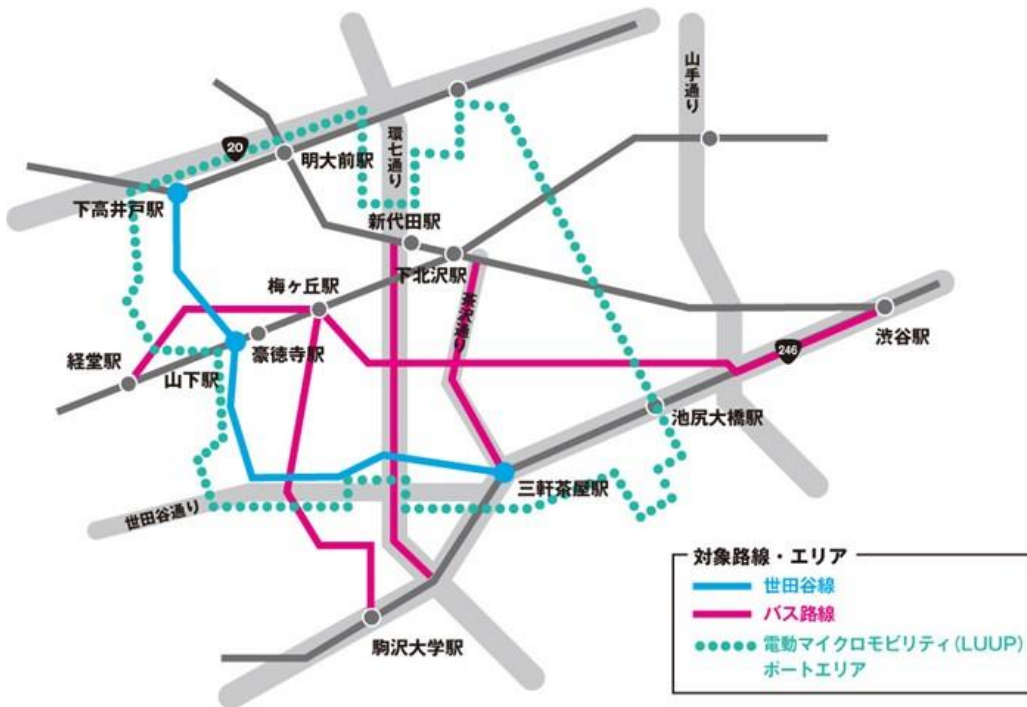 山手通り
20
環七通り
明大前駅
下高井戸駅
新代田駅
下北沢駅
梅ヶ丘駅
茶沢通り
渋谷駅
経堂駅
山下駅
豪徳寺駅
246
池尻大橋駅
三軒茶屋駅
世田谷通り
駒沢大学駅
対象路線・エリア
世田谷線
バス路線
電動マイクロモビリティ(LUUP)
ポートエリア